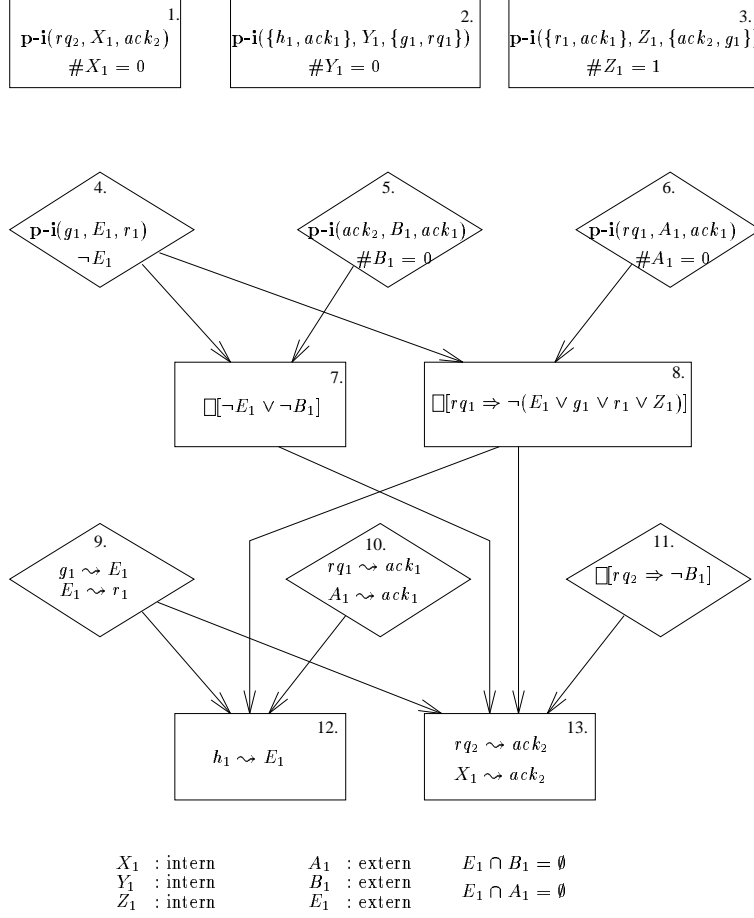 1.
p-i(rq₂, X₁, ack₂)
#X₁ = 0
2.
p-i({h₁, ack₁}, Y₁, {g₁, rq₁})
#Y₁ = 0
3.
p-i({r₁, ack₁}, Z₁, {ack₂, g₁})
#Z₁ = 1
4.
p-i(g₁, E₁, r₁)
¬E₁
5.
p-i(ack₂, B₁, ack₁)
#B₁ = 0
6.
p-i(rq₁, A₁, ack₁)
#A₁ = 0
7.
□[¬E₁ ∨ ¬B₁]
8.
□[rq₁ ⇒ ¬(E₁ ∨ g₁ ∨ r₁ ∨ Z₁)]
9.
g₁ ⤳ E₁
E₁ ⤳ r₁
10.
rq₁ ⤳ ack₁
A₁ ⤳ ack₁
11.
□[rq₂ ⇒ ¬B₁]
12.
h₁ ⤳ E₁
13.
rq₂ ⤳ ack₂
X₁ ⤳ ack₂
X₁ : intern
Y₁ : intern
Z₁ : intern
A₁ : extern
B₁ : extern
E₁ : extern
E₁ ∩ B₁ = ∅
E₁ ∩ A₁ = ∅